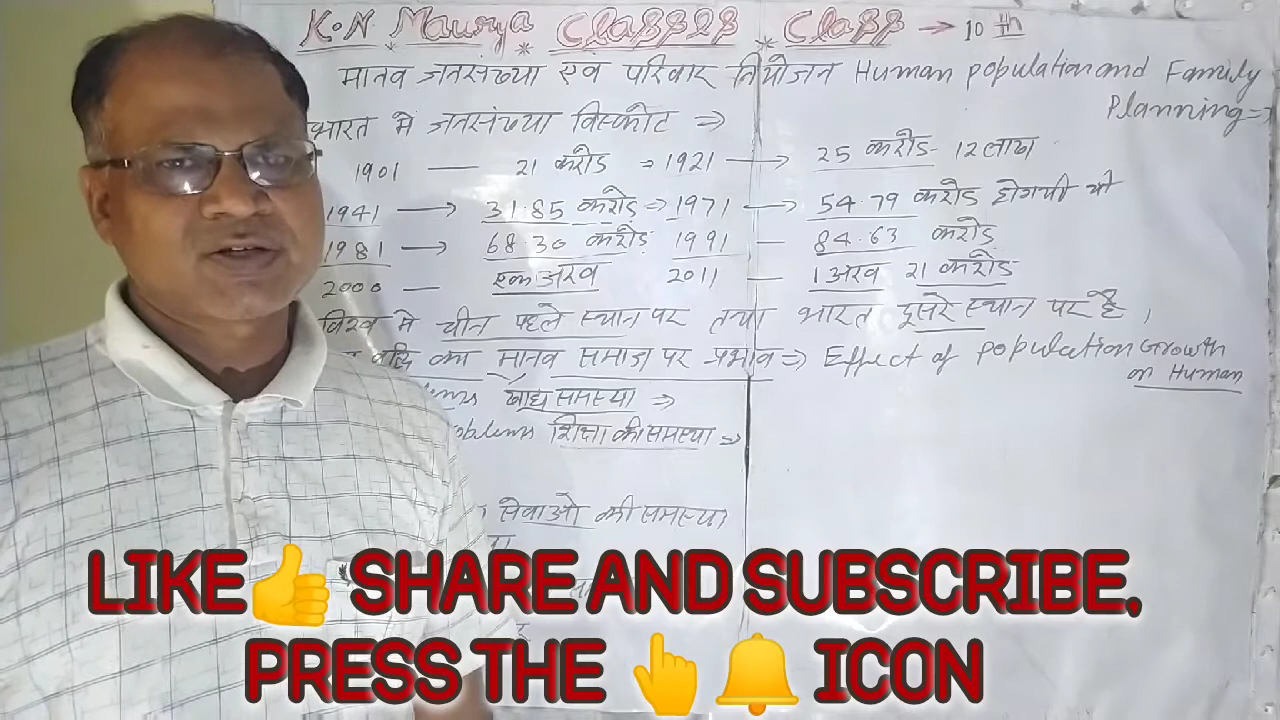 K.N Maurya Classes * Class → 10 th
मानव जनसंख्या एवं परिवार नियोजन Human population and Family
Planning ⇒
भारत मे जनसंख्या विस्फोट ⇒
1901 — 21 करोड ⇒ 1921 → 25 करोड - 12 लाख
1941 → 31.85 करोड ⇒ 1971 → 54.79 करोड होगयी थी
1981 → 68.30 करोड 1991 — 84.63 करोड
2000 — एक अरब 2011 — 1 अरब 21 करोड
विश्व मे चीन पहले स्थान पर तथा भारत दूसरे स्थान पर है,
वृद्धि का मानव समाज पर प्रभाव ⇒ Effect of population Growth
on Human
खाद्य समस्या ⇒
शिक्षा की समस्या ⇒
सेवाओ की समस्या
LIKE👍 SHARE AND SUBSCRIBE,
PRESS THE 👆🔔 ICON